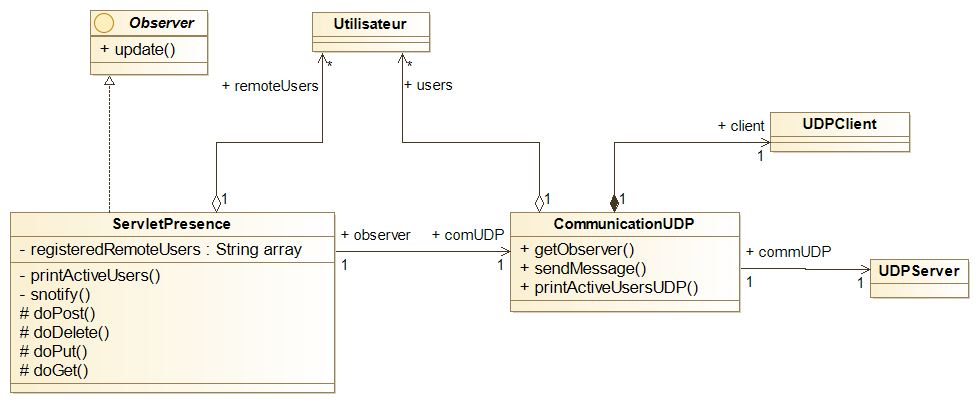 Observer
+ update()
Utilisateur
*
*
+ remoteUsers
+ users
UDPClient
+ client
1
1
1
1
ServletPresence
- registeredRemoteUsers : String array
- printActiveUsers()
- snotify()
# doPost()
# doDelete()
# doPut()
# doGet()
+ observer
+ comUDP
1
1
CommunicationUDP
+ getObserver()
+ sendMessage()
+ printActiveUsersUDP()
+ commUDP
1
1
UDPServer